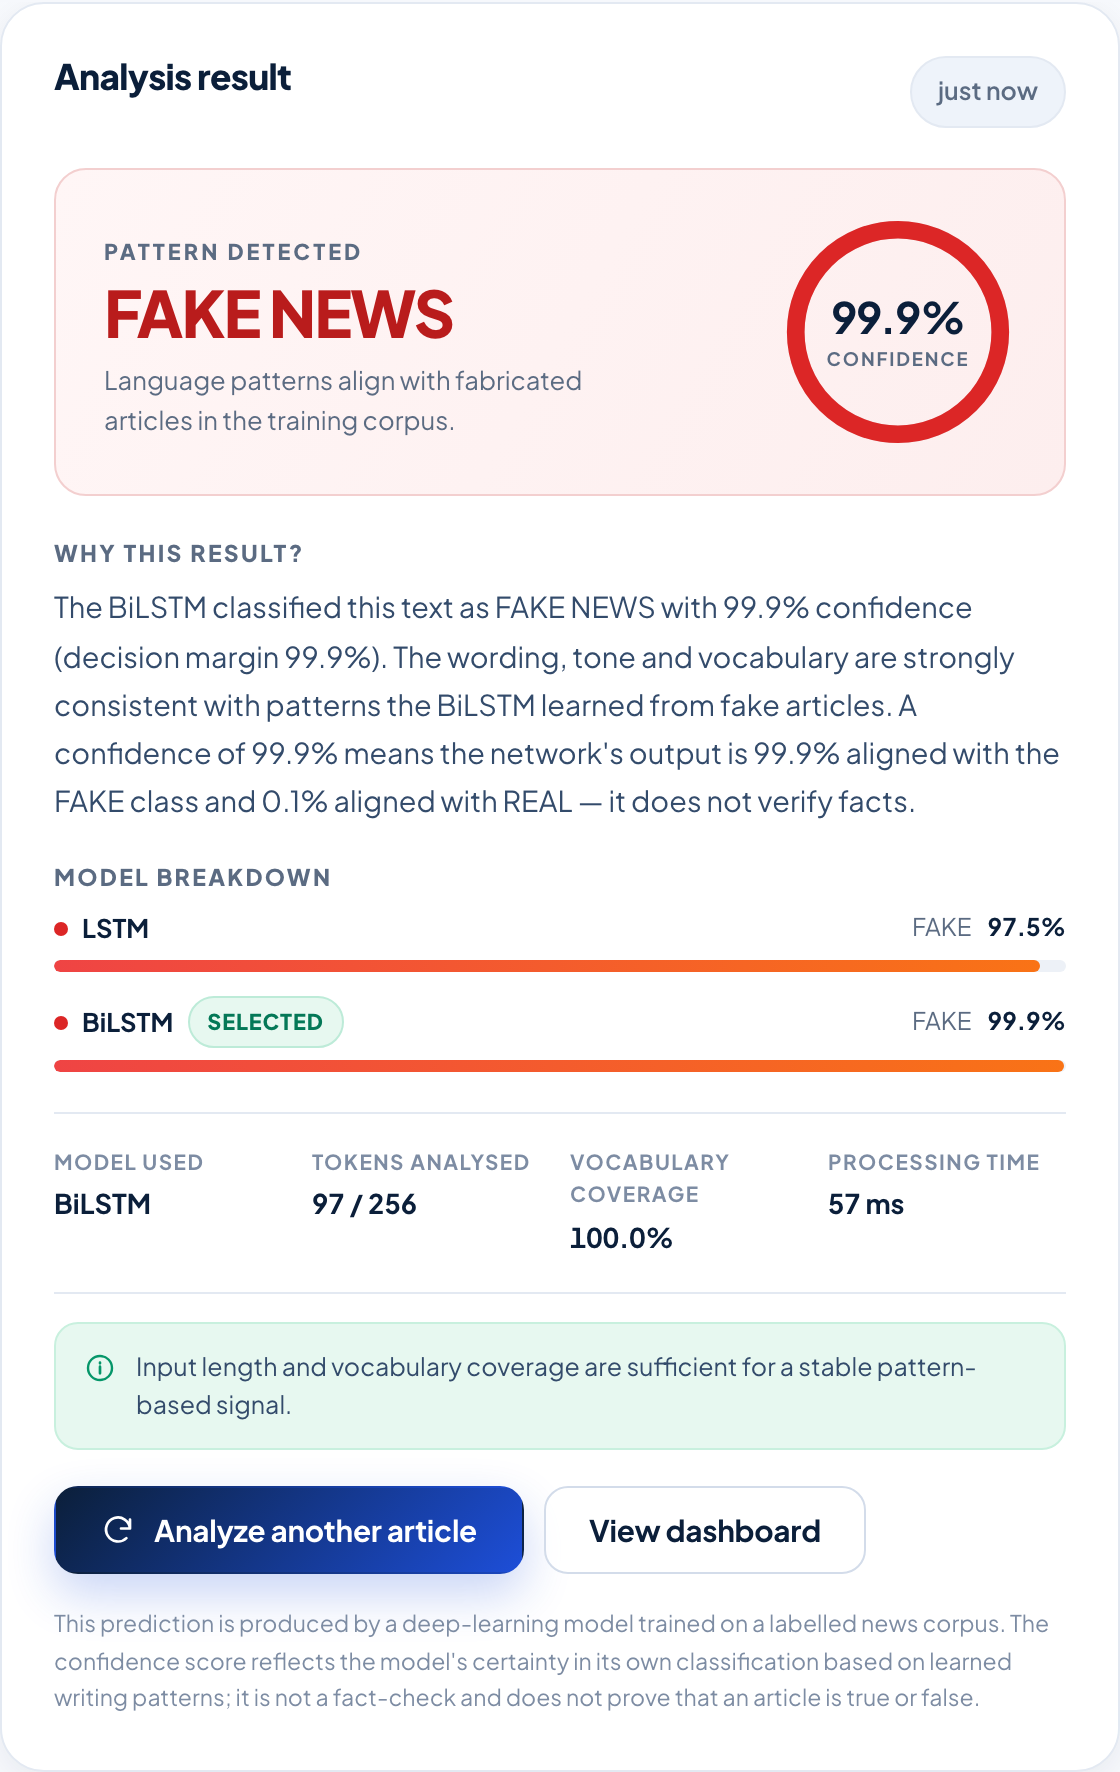 Analysis result
just now
PATTERN DETECTED
FAKE NEWS
Language patterns align with fabricated
articles in the training corpus.
99.9%
CONFIDENCE
WHY THIS RESULT?
The BiLSTM classified this text as FAKE NEWS with 99.9% confidence
(decision margin 99.9%). The wording, tone and vocabulary are strongly
consistent with patterns the BiLSTM learned from fake articles. A
confidence of 99.9% means the network's output is 99.9% aligned with the
FAKE class and 0.1% aligned with REAL — it does not verify facts.
MODEL BREAKDOWN
LSTM FAKE 97.5%
BiLSTM SELECTED FAKE 99.9%
MODEL USED
BiLSTM
TOKENS ANALYSED
97 / 256
VOCABULARY
COVERAGE
100.0%
PROCESSING TIME
57 ms
Input length and vocabulary coverage are sufficient for a stable pattern-
based signal.
Analyze another article
View dashboard
This prediction is produced by a deep-learning model trained on a labelled news corpus. The
confidence score reflects the model's certainty in its own classification based on learned
writing patterns; it is not a fact-check and does not prove that an article is true or false.